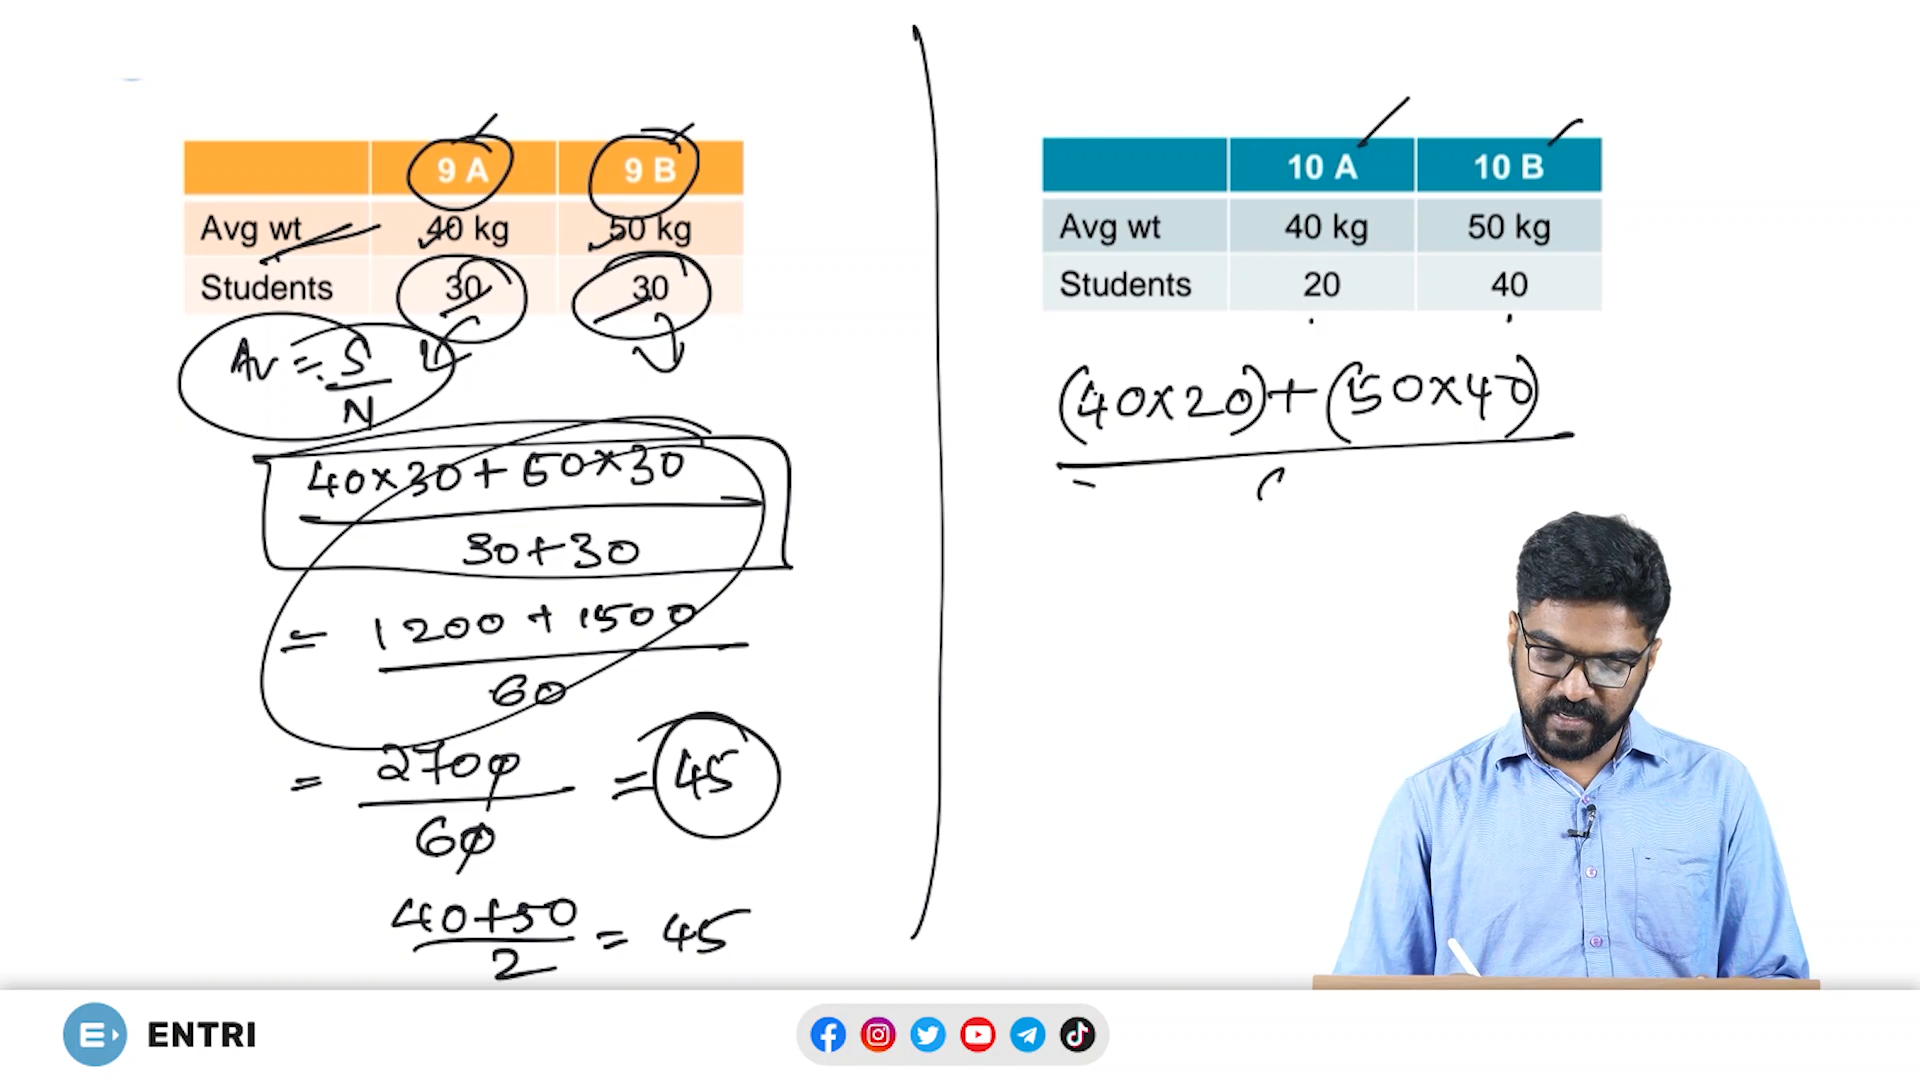 9 A 9 B
Avg wt 40 kg 50 kg
Students 30 30
Av = S/N
40×30+50×30
30+30
= 1200 + 1500
60
= 2700 = 45
60
40+50 = 45
2
10 A 10 B
Avg wt 40 kg 50 kg
Students 20 40
(40×20)+(50×40)
E ENTRI